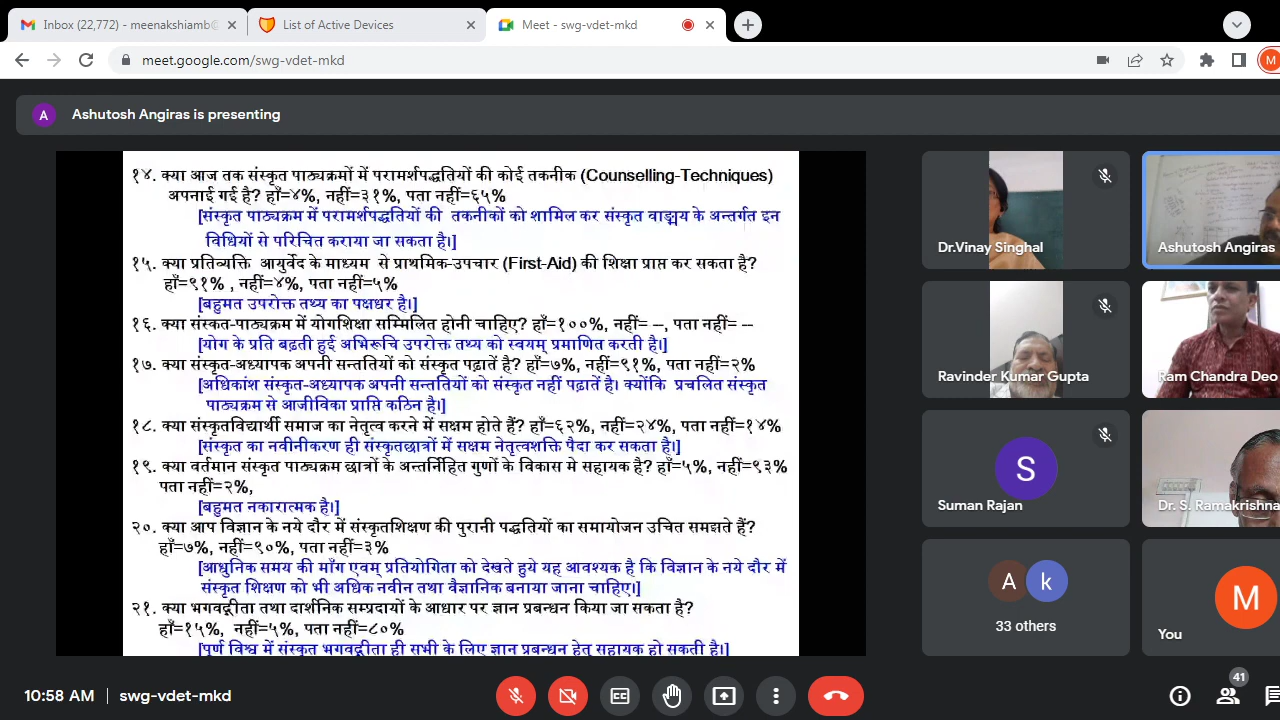 Inbox (22,772) - meenakshiamb@
List of Active Devices
Meet - swg-vdet-mkd
meet.google.com/swg-vdet-mkd
M
A
Ashutosh Angiras is presenting
१४. क्या आज तक संस्कृत पाठ्यक्रमों में परामर्शपद्धतियों की कोई तकनीक (Counselling-Techniques)
अपनाई गई है? हाँ=४%, नहीं=३१%, पता नहीं=६५%
[संस्कृत पाठ्यक्रम में परामर्शपद्धतियों की तकनीकों को शामिल कर संस्कृत वाङ्मय के अन्तर्गत इन
विधियों से परिचित कराया जा सकता है।]
१५. क्या प्रतिव्यक्ति आयुर्वेद के माध्यम से प्राथमिक-उपचार (First-Aid) की शिक्षा प्राप्त कर सकता है?
हाँ=९१% , नहीं=४%, पता नहीं=५%
[बहुमत उपरोक्त तथ्य का पक्षधर है।]
१६. क्या संस्कत-पाठ्यक्रम में योगशिक्षा सम्मिलित होनी चाहिए? हाँ=१००%, नहीं= --, पता नहीं= --
[योग के प्रति बढ़ती हुई अभिरूचि उपरोक्त तथ्य को स्वयम् प्रमाणित करती है।]
१७. क्या संस्कृत-अध्यापक अपनी सन्ततियों को संस्कृत पढ़ातें है? हाँ=७%, नहीं=९१%, पता नहीं=२%
[अधिकांश संस्कृत-अध्यापक अपनी सन्ततियों को संस्कृत नहीं पढ़ातें है। क्योंकि प्रचलित संस्कृत
पाठ्यक्रम से आजीविका प्राप्ति कठिन है।]
१८. क्या संस्कृतविद्यार्थी समाज का नेतृत्व करने में सक्षम होते हैं? हाँ=६२%, नहीं=२४%, पता नहीं=१४%
[संस्कृत का नवीनीकरण ही संस्कृतछात्रों में सक्षम नेतृत्वशक्ति पैदा कर सकता है।]
१९. क्या वर्तमान संस्कृत पाठ्यक्रम छात्रों के अन्तर्निहित गुणों के विकास मे सहायक है? हाँ=५%, नहीं=९३%
पता नहीं=२%,
[बहुमत नकारात्मक है।]
२०. क्या आप विज्ञान के नये दौर में संस्कृतशिक्षण की पुरानी पद्धतियों का समायोजन उचित समझते हैं?
हाँ=७%, नहीं=९०%, पता नहीं=३%
[आधुनिक समय की माँग एवम् प्रतियोगिता को देखते हुये यह आवश्यक है कि विज्ञान के नये दौर में
संस्कृत शिक्षण को भी अधिक नवीन तथा वैज्ञानिक बनाया जाना चाहिए।]
२१. क्या भगवद्गीता तथा दार्शनिक सम्प्रदायों के आधार पर ज्ञान प्रबन्धन किया जा सकता है?
हाँ=१५%, नहीं=५%, पता नहीं=८०%
[पूर्ण विश्व में संस्कृत भगवद्गीता ही सभी के लिए ज्ञान प्रबन्धन हेतु सहायक हो सकती है।]
Dr.Vinay Singhal
Ashutosh Angiras
Ravinder Kumar Gupta
Ram Chandra Deo
S
Suman Rajan
Dr. S. Ramakrishna
A k
33 others
M
You
10:58 AM | swg-vdet-mkd
41